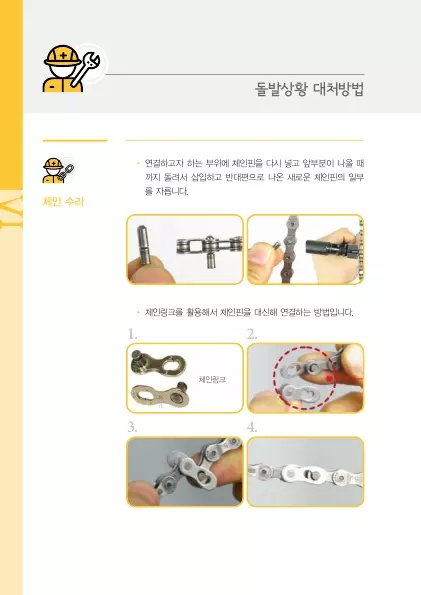 돌발상황 대처방법
체인 수리
· 연결하고자 하는 부위에 체인핀을 다시 넣고 앞부분이 나올 때
까지 돌려서 삽입하고 반대편으로 나온 새로운 체인핀의 일부
를 자릅니다.
· 체인링크를 활용해서 체인핀을 대신해 연결하는 방법입니다.
1.
2.
체인링크
3.
4.